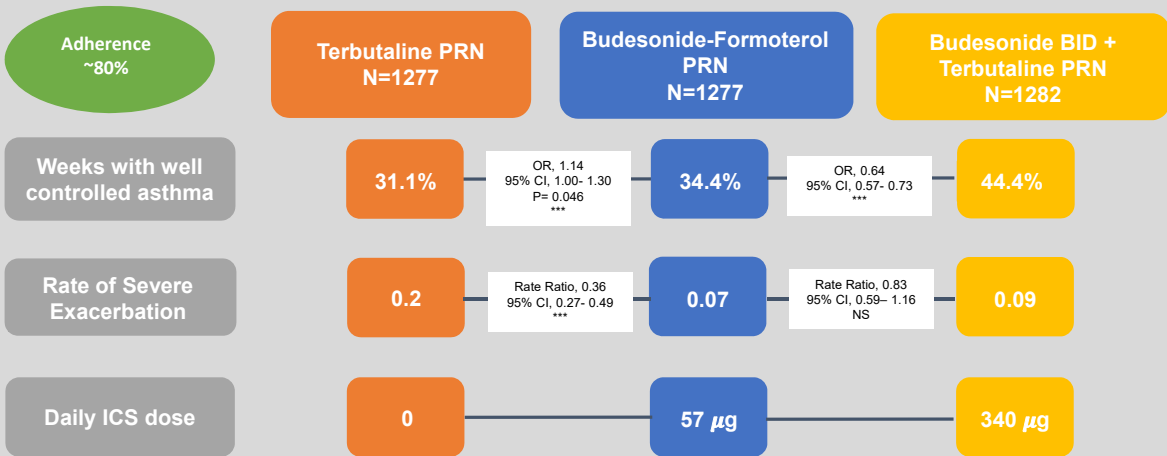 Adherence
~80%
Terbutaline PRN
N=1277
Budesonide-Formoterol
PRN
N=1277
Budesonide BID +
Terbutaline PRN
N=1282
Weeks with well
controlled asthma
31.1%
OR, 1.14
95% CI, 1.00- 1.30
P= 0.046
***
34.4%
OR, 0.64
95% CI, 0.57- 0.73
***
44.4%
Rate of Severe
Exacerbation
0.2
Rate Ratio, 0.36
95% CI, 0.27- 0.49
***
0.07
Rate Ratio, 0.83
95% CI, 0.59– 1.16
NS
0.09
Daily ICS dose
0
57 μg
340 μg